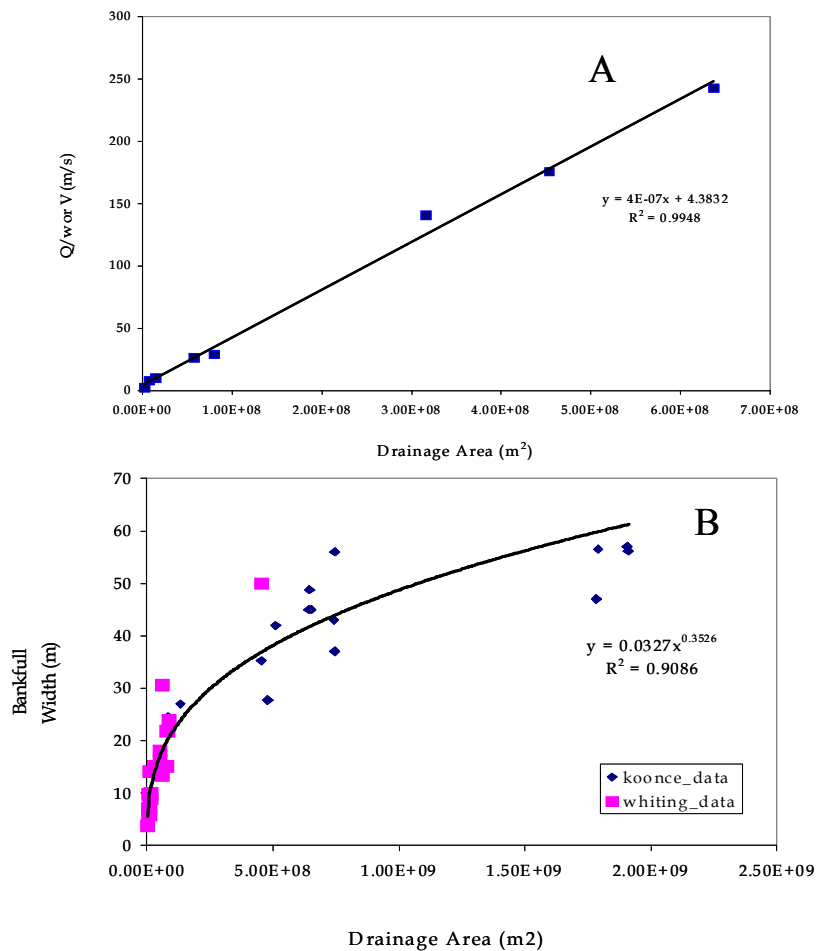 300
250
200
150
100
50
0
A
Q/w or V (m/s)
y = 4E-07x + 4.3832
R² = 0.9948
0.00E+00 1.00E+08 2.00E+08 3.00E+08 4.00E+08 5.00E+08 6.00E+08 7.00E+08
Drainage Area (m²)
70
60
50
40
30
20
10
0
B
Bankfull
Width (m)
y = 0.0327x^0.3526
R² = 0.9086
koonce_data
whiting_data
0.00E+00 5.00E+08 1.00E+09 1.50E+09 2.00E+09 2.50E+09
Drainage Area (m2)